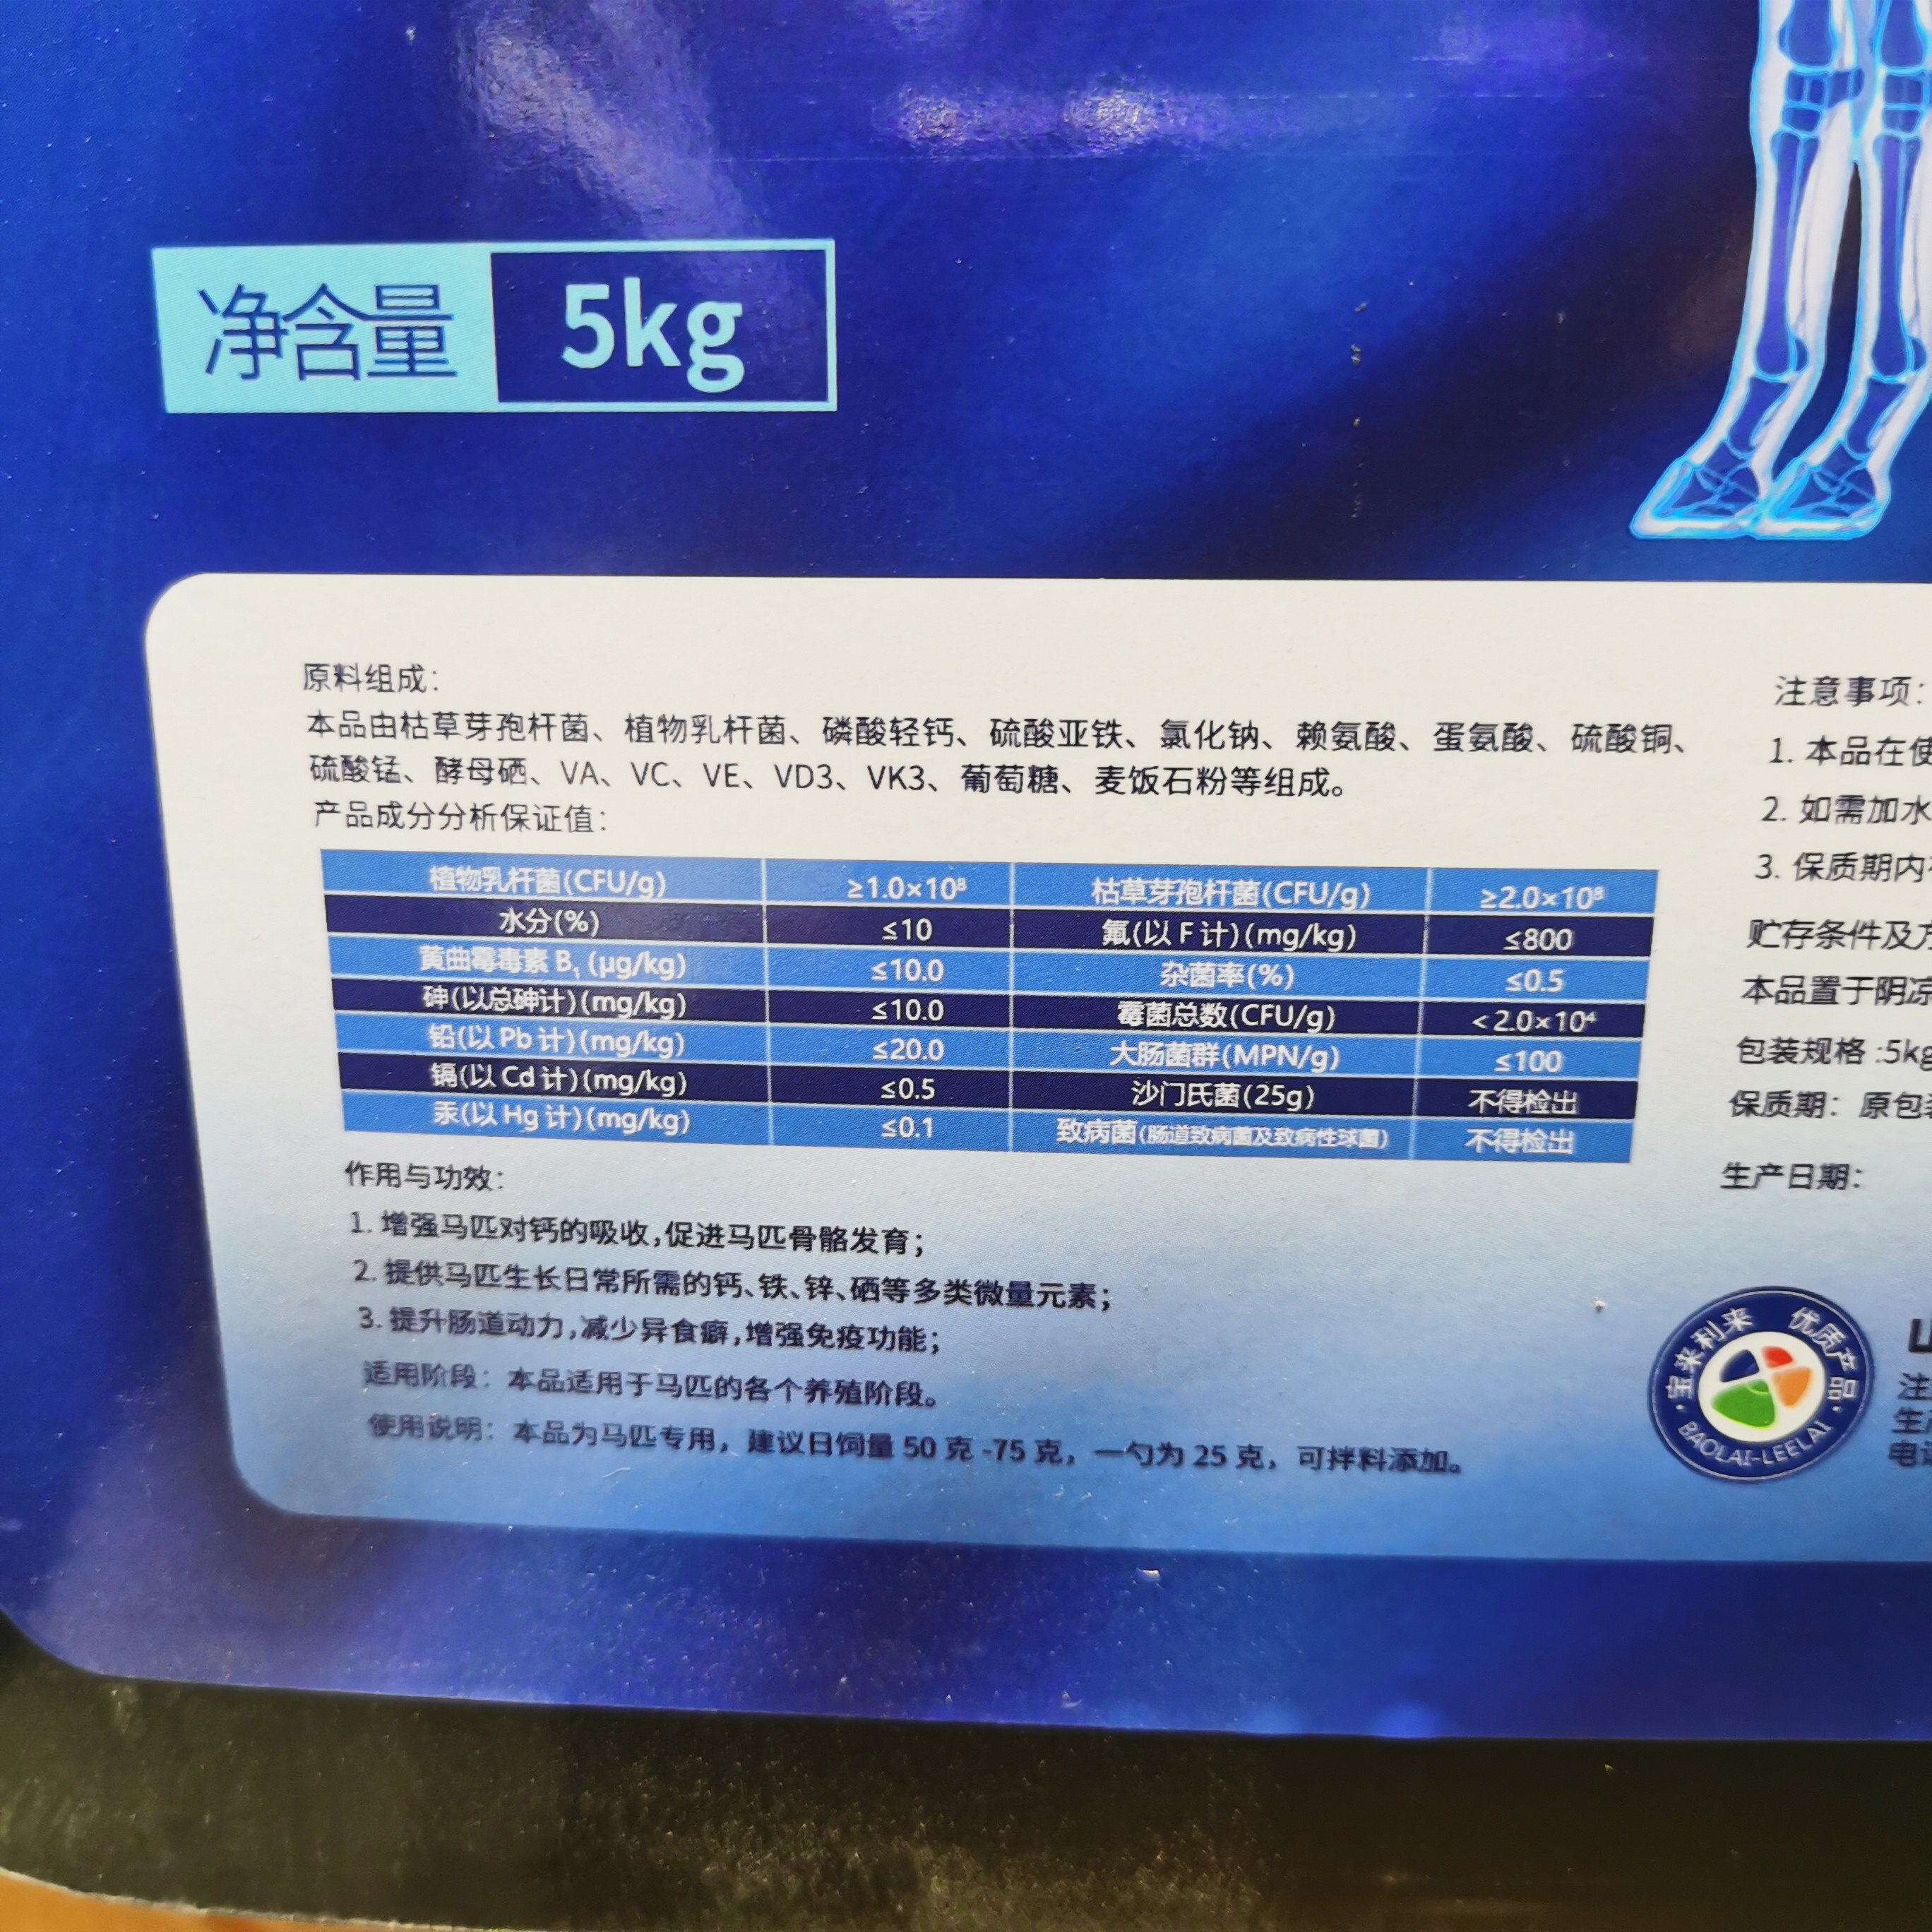 净含量 5kg
原料组成：
本品由枯草芽孢杆菌、植物乳杆菌、磷酸轻钙、硫酸亚铁、氯化钠、赖氨酸、蛋氨酸、硫酸铜、
硫酸锰、酵母硒、VA、VC、VE、VD3、VK3、葡萄糖、麦饭石粉等组成。
产品成分分析保证值：
植物乳杆菌(CFU/g) ≥1.0×10⁸ 枯草芽孢杆菌(CFU/g) ≥2.0×10⁸
水分(%) ≤10 氟(以 F 计)(mg/kg) ≤800
黄曲霉毒素 B₁ (μg/kg) ≤10.0 杂菌率(%) ≤0.5
砷(以总砷计)(mg/kg) ≤10.0 霉菌总数(CFU/g) <2.0×10⁴
铅(以 Pb 计)(mg/kg) ≤20.0 大肠菌群(MPN/g) ≤100
镉(以 Cd 计)(mg/kg) ≤0.5 沙门氏菌(25g) 不得检出
汞(以 Hg 计)(mg/kg) ≤0.1 致病菌(肠道致病菌及致病性球菌) 不得检出
作用与功效：
1. 增强马匹对钙的吸收,促进马匹骨骼发育；
2. 提供马匹生长日常所需的钙、铁、锌、硒等多类微量元素；
3. 提升肠道动力,减少异食癖,增强免疫功能；
适用阶段：本品适用于马匹的各个养殖阶段。
使用说明：本品为马匹专用，建议日饲量 50 克 -75 克，一勺为 25 克，可拌料添加。
注意事项：
1. 本品在使
2. 如需加水
3. 保质期内
贮存条件及方
本品置于阴凉
包装规格 :5kg
保质期：原包装
生产日期：
宝来利来 优质产品
BAOLAI-LEELAI
山
注
生产
电话